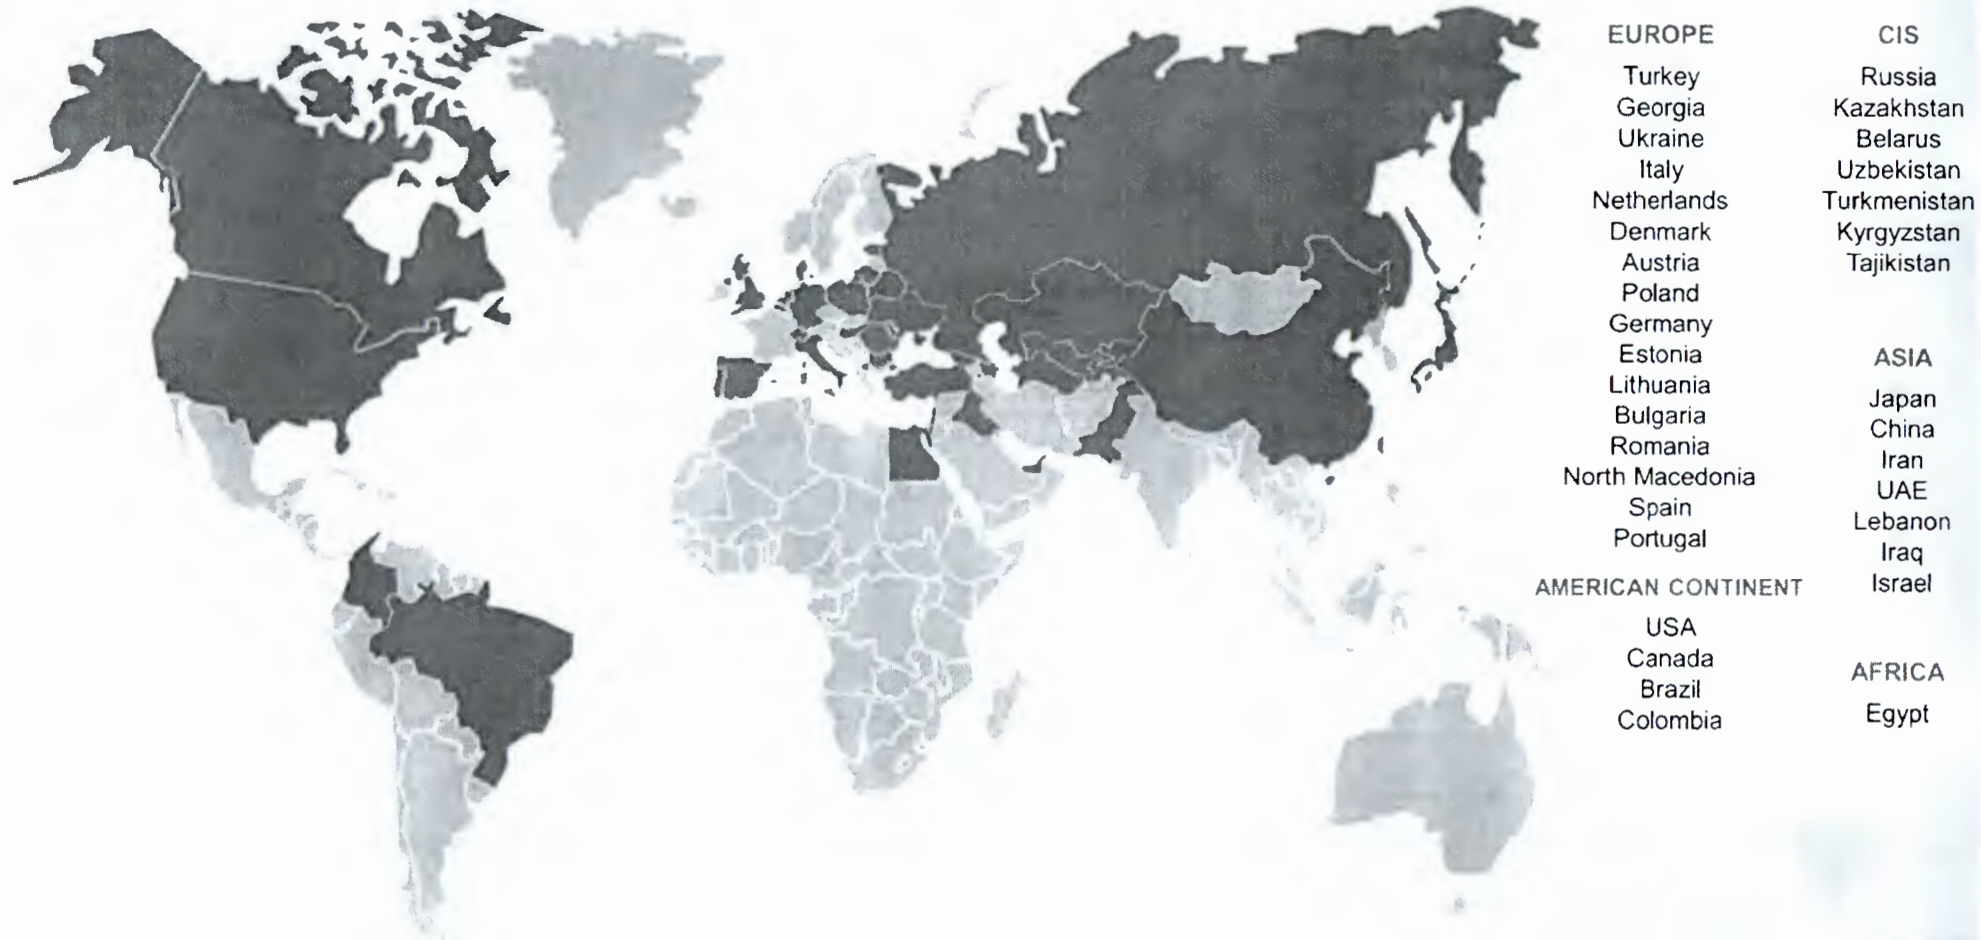 EUROPE
Turkey
Georgia
Ukraine
Italy
Netherlands
Denmark
Austria
Poland
Germany
Estonia
Lithuania
Bulgaria
Romania
North Macedonia
Spain
Portugal
AMERICAN CONTINENT
USA
Canada
Brazil
Colombia
CIS
Russia
Kazakhstan
Belarus
Uzbekistan
Turkmenistan
Kyrgyzstan
Tajikistan
ASIA
Japan
China
Iran
UAE
Lebanon
Iraq
Israel
AFRICA
Egypt